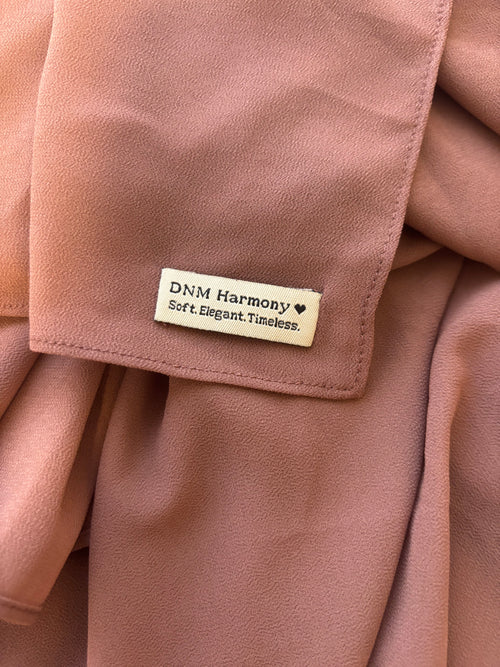 DNM Harmony ♥
Soft. Elegant. Timeless.